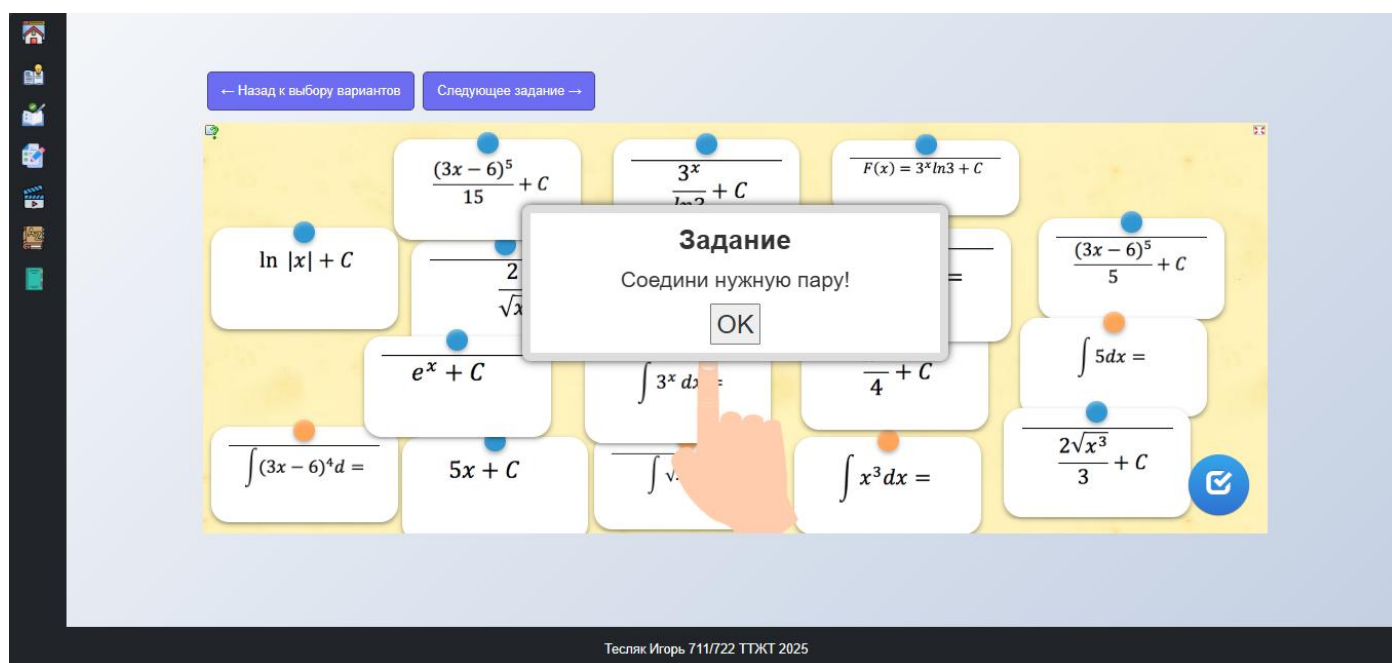 ← Назад к выбору вариантов
Следующее задание →
(3x − 6)⁵/15 + C
3ˣ/ln3 + C
F(x) = 3ˣln3 + C
ln |x| + C
2
√x
=
(3x − 6)⁵/5 + C
Задание
Соедини нужную пару!
OK
eˣ + C
∫ 3ˣ dx =
4 + C
∫ 5dx =
∫(3x − 6)⁴d =
5x + C
∫ √
∫ x³dx =
2√x³/3 + C
Тесляк Игорь 711/722 ТТЖТ 2025